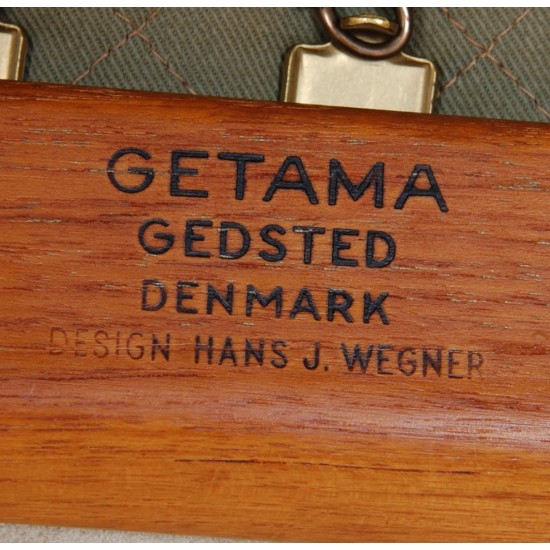 GETAMA
GEDSTED
DENMARK
DESIGN HANS J. WEGNER